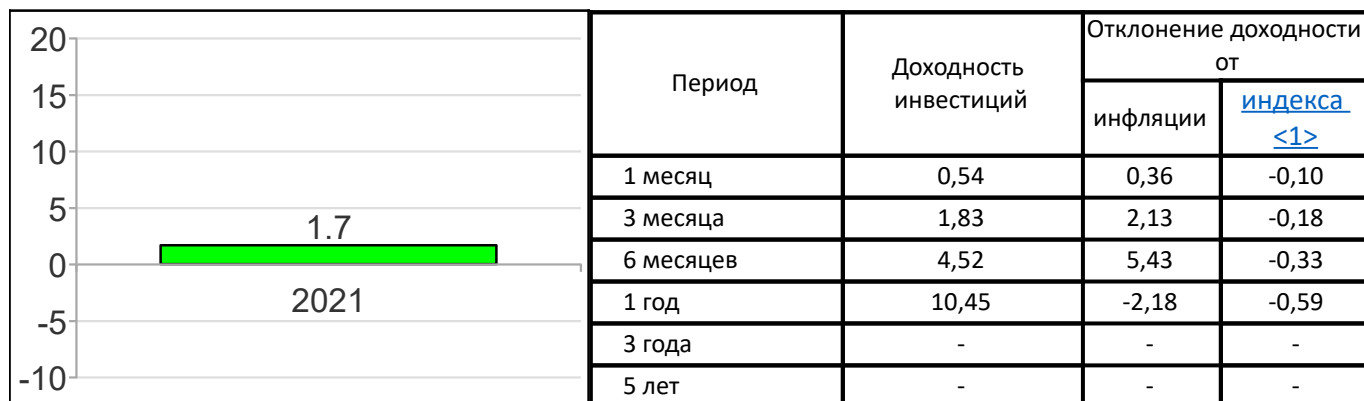 20
15
10
5
0
-5
-10
1.7
2021
Период
Доходность
инвестиций
Отклонение доходности
от
инфляции
индекса
<1>
1 месяц 0,54 0,36 -0,10
3 месяца 1,83 2,13 -0,18
6 месяцев 4,52 5,43 -0,33
1 год 10,45 -2,18 -0,59
3 года - - -
5 лет - - -